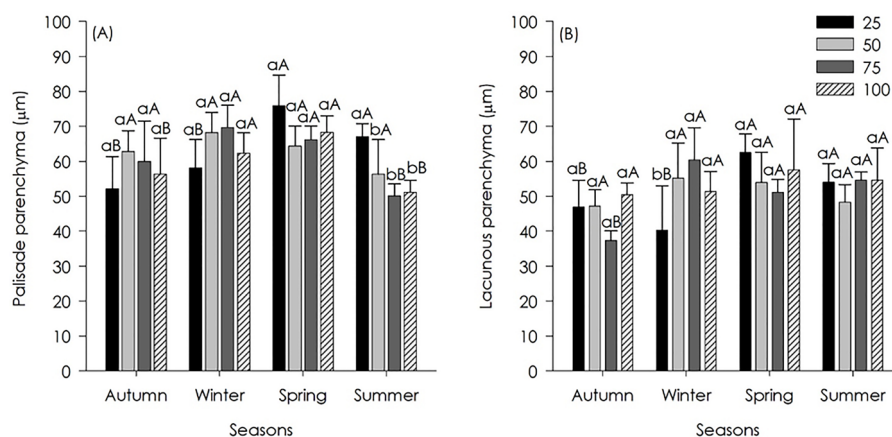 (A)
Palisade parenchyma (µm)
100
90
80
70
60
50
40
30
20
10
0
aB aA aA aB
aB aA aA aA
aA aA aA aA
aA bA bB bB
Autumn Winter Spring Summer
Seasons
(B)
Lacunous parenchyma (µm)
100
90
80
70
60
50
40
30
20
10
0
aB aA aB aA
bB aA aA aA
aA aA aA aA
aA aA aA aA
Autumn Winter Spring Summer
Seasons
25
50
75
100